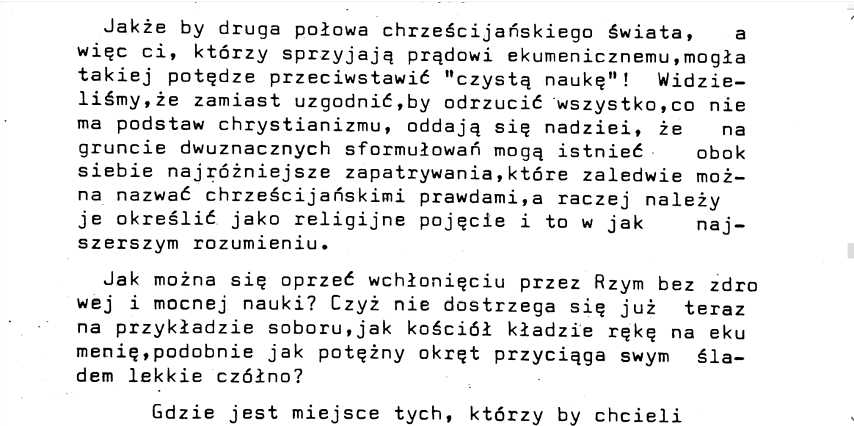 Jakże by druga połowa chrześcijańskiego świata, a
więc ci, którzy sprzyjają prądowi ekumenicznemu,mogła
takiej potędze przeciwstawić "czystą naukę"! Widzie-
liśmy,że zamiast uzgodnić,by odrzucić wszystko,co nie
ma podstaw chrystianizmu, oddają się nadziei, że na
gruncie dwuznacznych sformułowań mogą istnieć obok
siebie najróżniejsze zapatrywania,które zaledwie moż-
na nazwać chrześcijańskimi prawdami,a raczej należy
je określić jako religijne pojęcie i to w jak naj-
szerszym rozumieniu.
Jak można się oprzeć wchłonięciu przez Rzym bez zdro
wej i mocnej nauki? Czyż nie dostrzega się już teraz
na przykładzie soboru,jak kościół kładzie rękę na eku
menię,podobnie jak potężny okręt przyciąga swym śla-
dem lekkie czółno?
Gdzie jest miejsce tych, którzy by chcieli